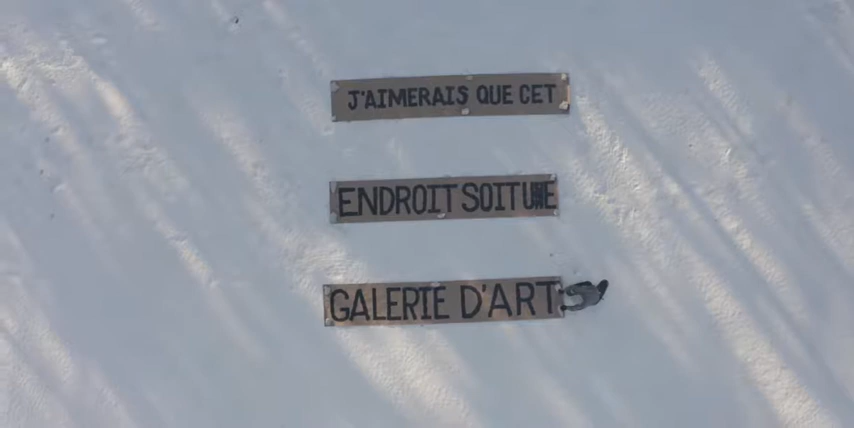 J'AIMERAIS QUE CET
ENDROIT SOIT UNE
GALERIE D'ART